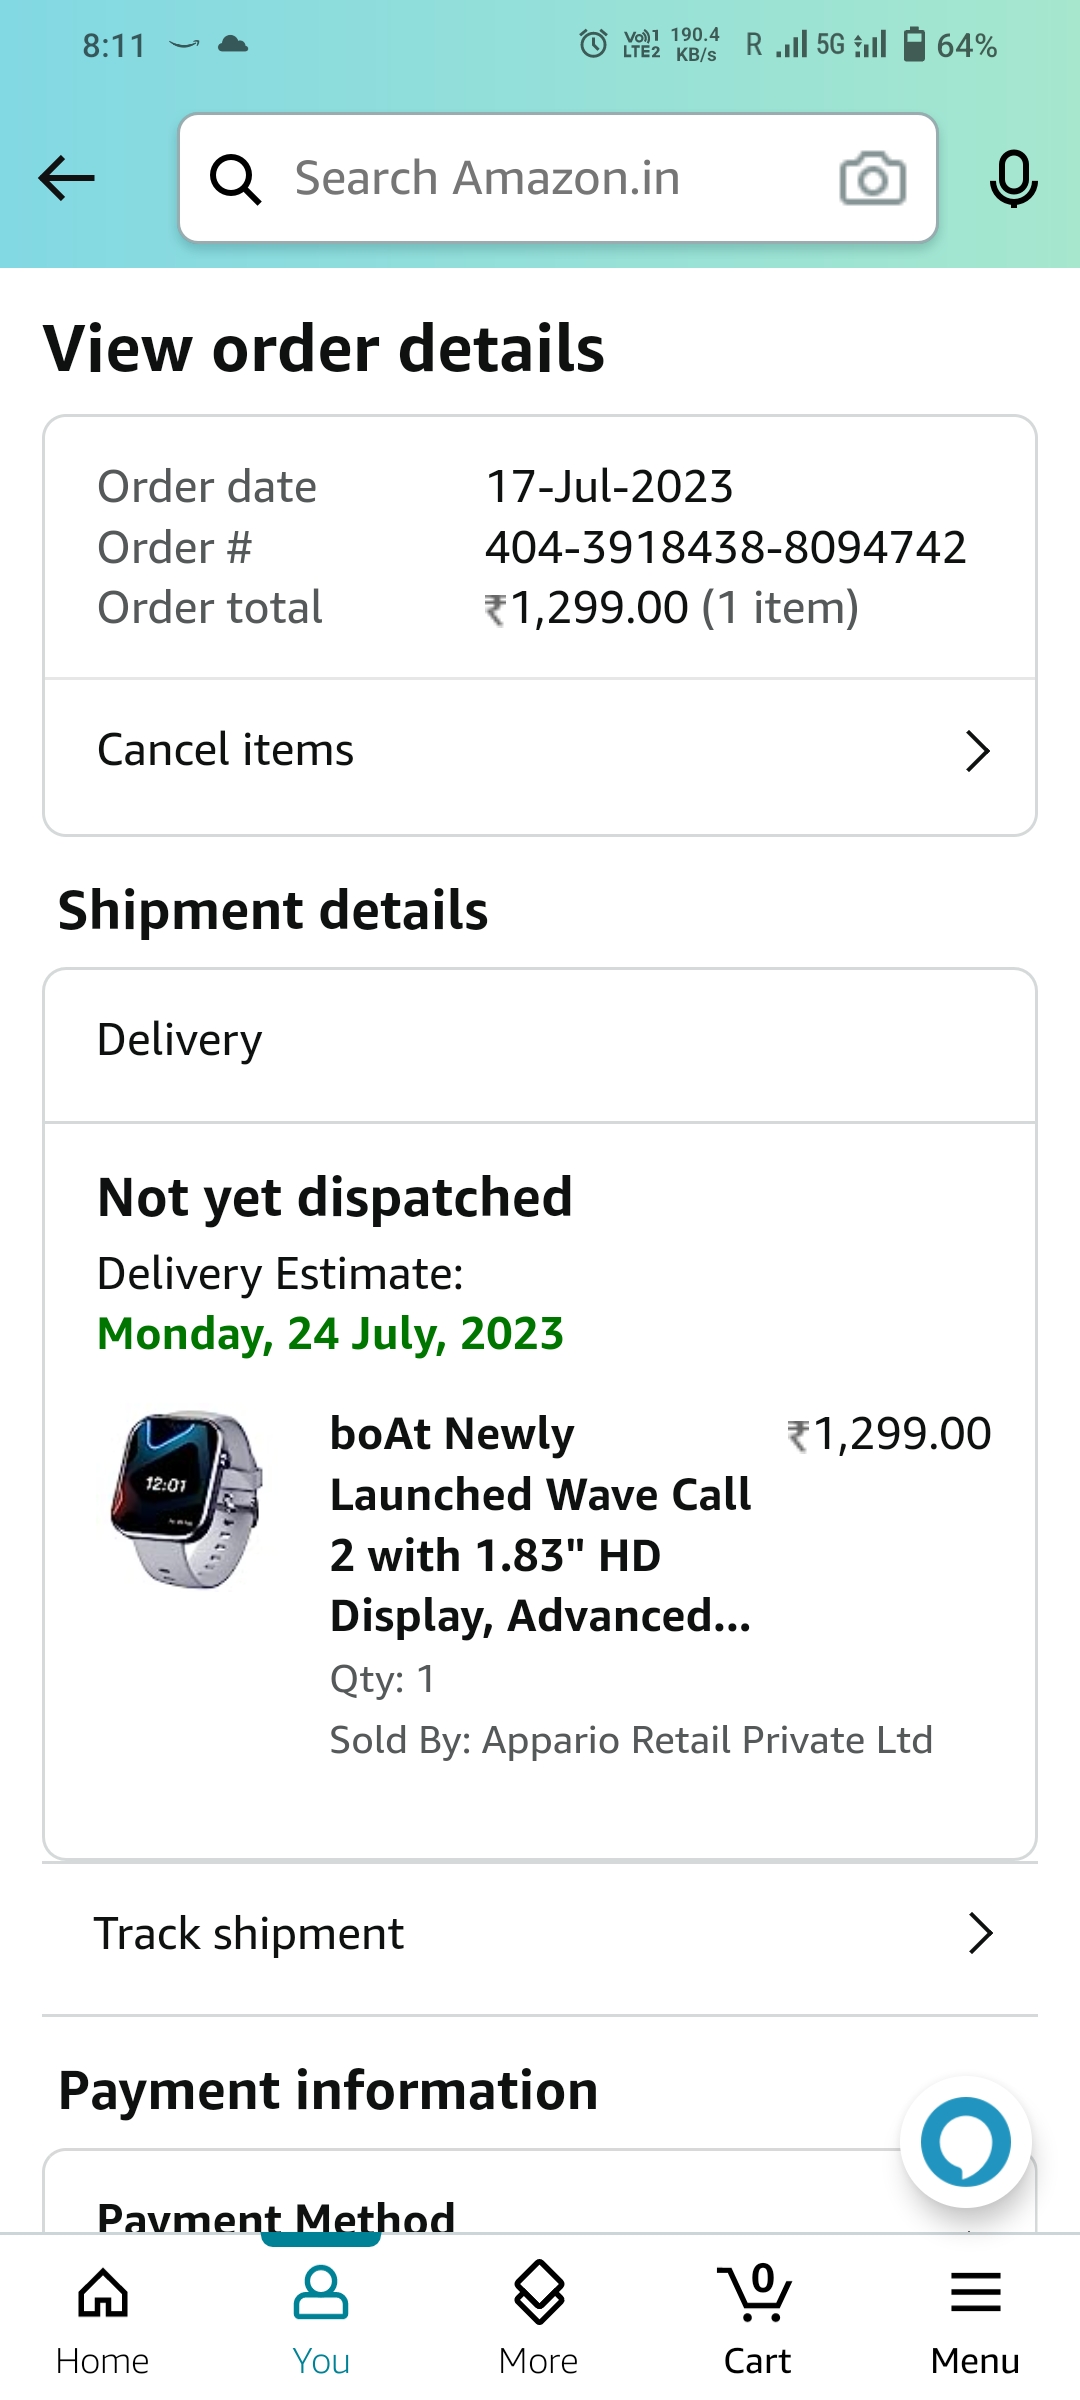 8:11
Vo) 1 LTE2 190.4 KB/s R 5G 64%
Search Amazon.in
View order details
Order date 17-Jul-2023
Order # 404-3918438-8094742
Order total ₹1,299.00 (1 item)
Cancel items
Shipment details
Delivery
Not yet dispatched
Delivery Estimate:
Monday, 24 July, 2023
12:01
boAt Newly ₹1,299.00
Launched Wave Call
2 with 1.83" HD
Display, Advanced...
Qty: 1
Sold By: Appario Retail Private Ltd
Track shipment
Payment information
Payment Method
0
Home You More Cart Menu